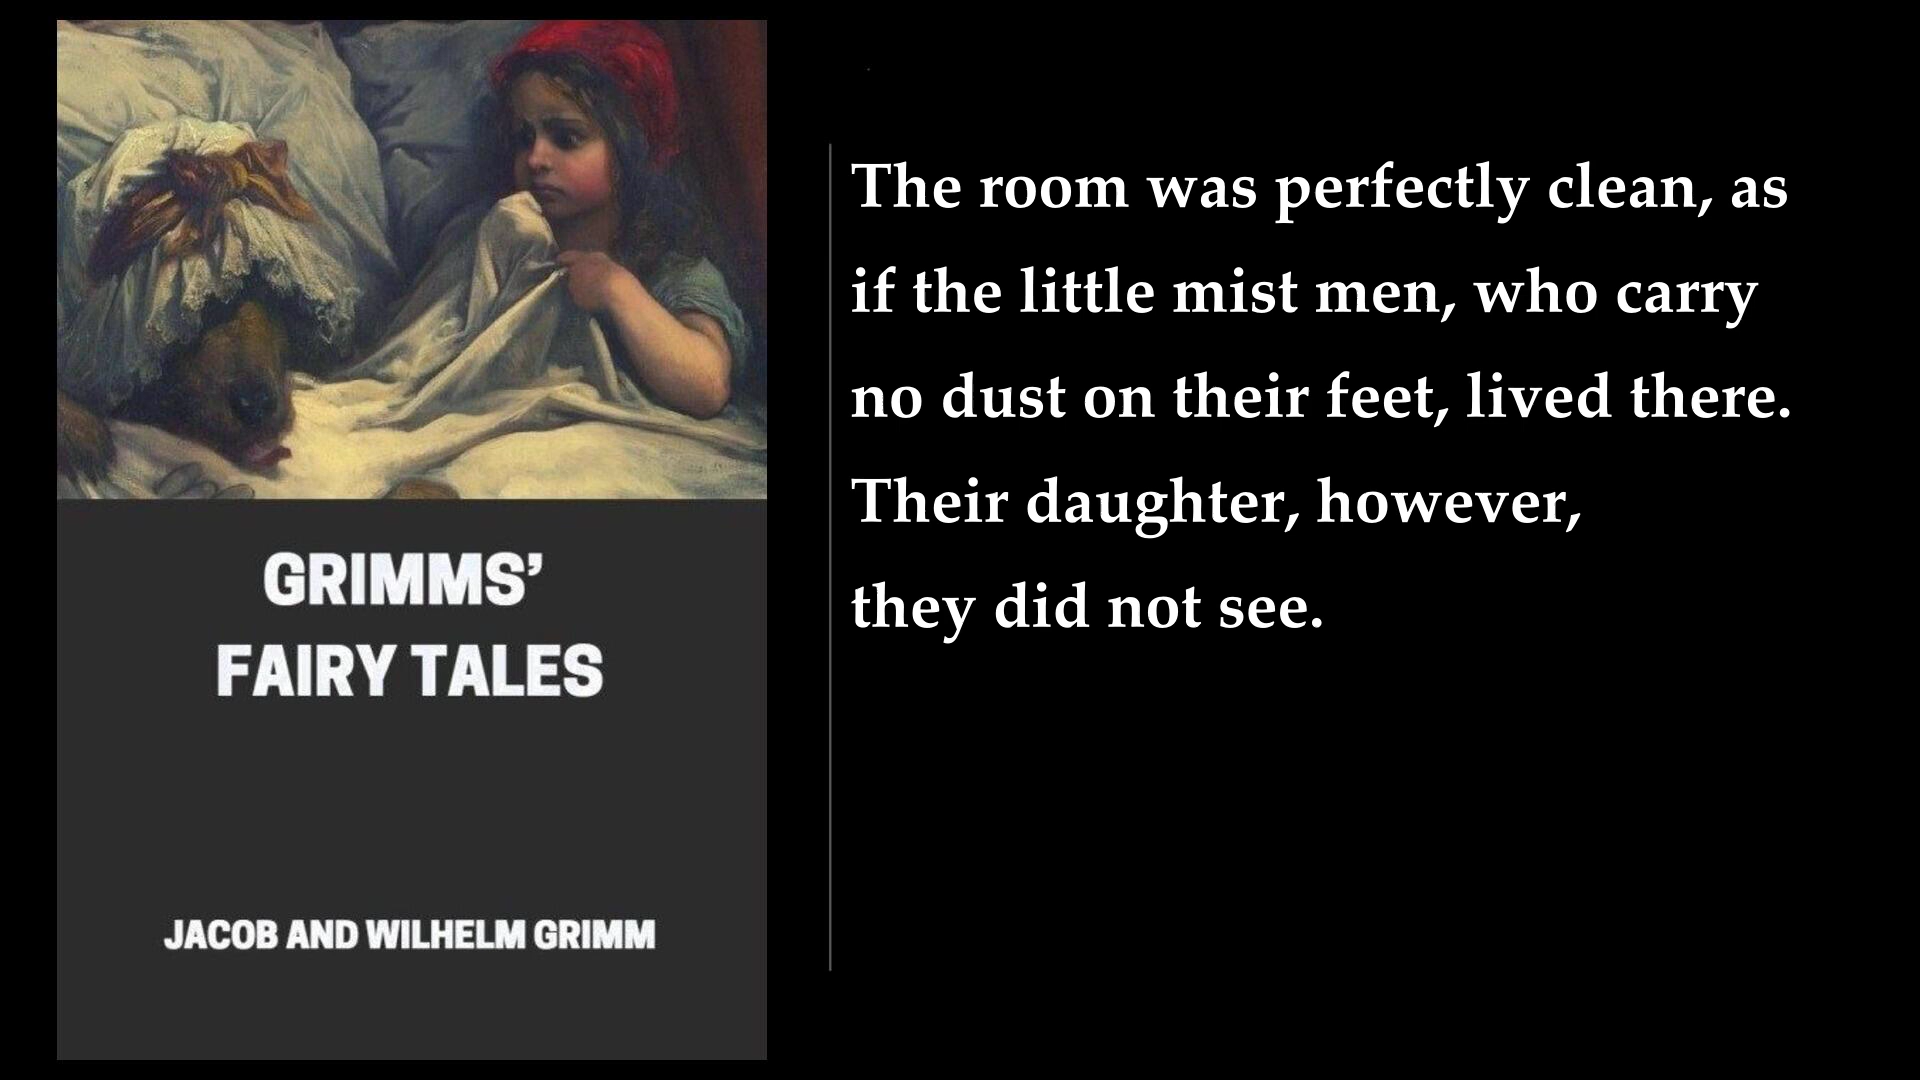 GRIMMS’
FAIRY TALES
JACOB AND WILHELM GRIMM
The room was perfectly clean, as
if the little mist men, who carry
no dust on their feet, lived there.
Their daughter, however,
they did not see.